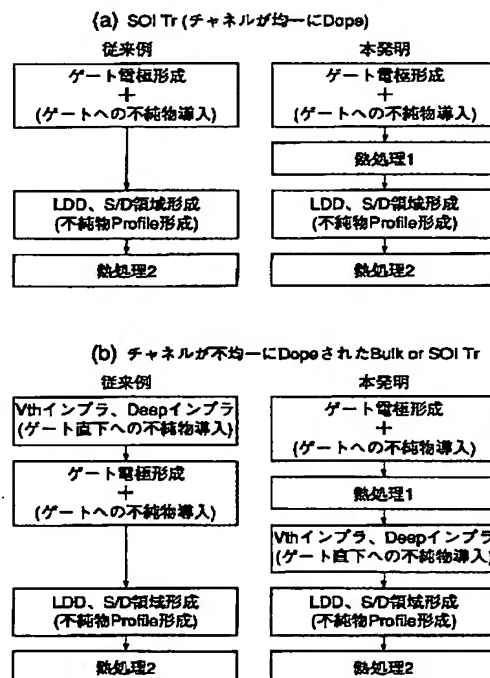 (a) SOI Tr (チャネルが均一にDope)
従来例
ゲート電極形成
+
(ゲートへの不純物導入)
LDD、S/D領域形成
(不純物Profile形成)
熱処理2
本発明
ゲート電極形成
+
(ゲートへの不純物導入)
熱処理1
LDD、S/D領域形成
(不純物Profile形成)
熱処理2
(b) チャネルが不均一にDopeされたBulk or SOI Tr
従来例
Vthインプラ、Deepインプラ
(ゲート直下への不純物導入)
ゲート電極形成
+
(ゲートへの不純物導入)
LDD、S/D領域形成
(不純物Profile形成)
熱処理2
本発明
ゲート電極形成
+
(ゲートへの不純物導入)
熱処理1
Vthインプラ、Deepインプラ
(ゲート直下への不純物導入)
LDD、S/D領域形成
(不純物Profile形成)
熱処理2